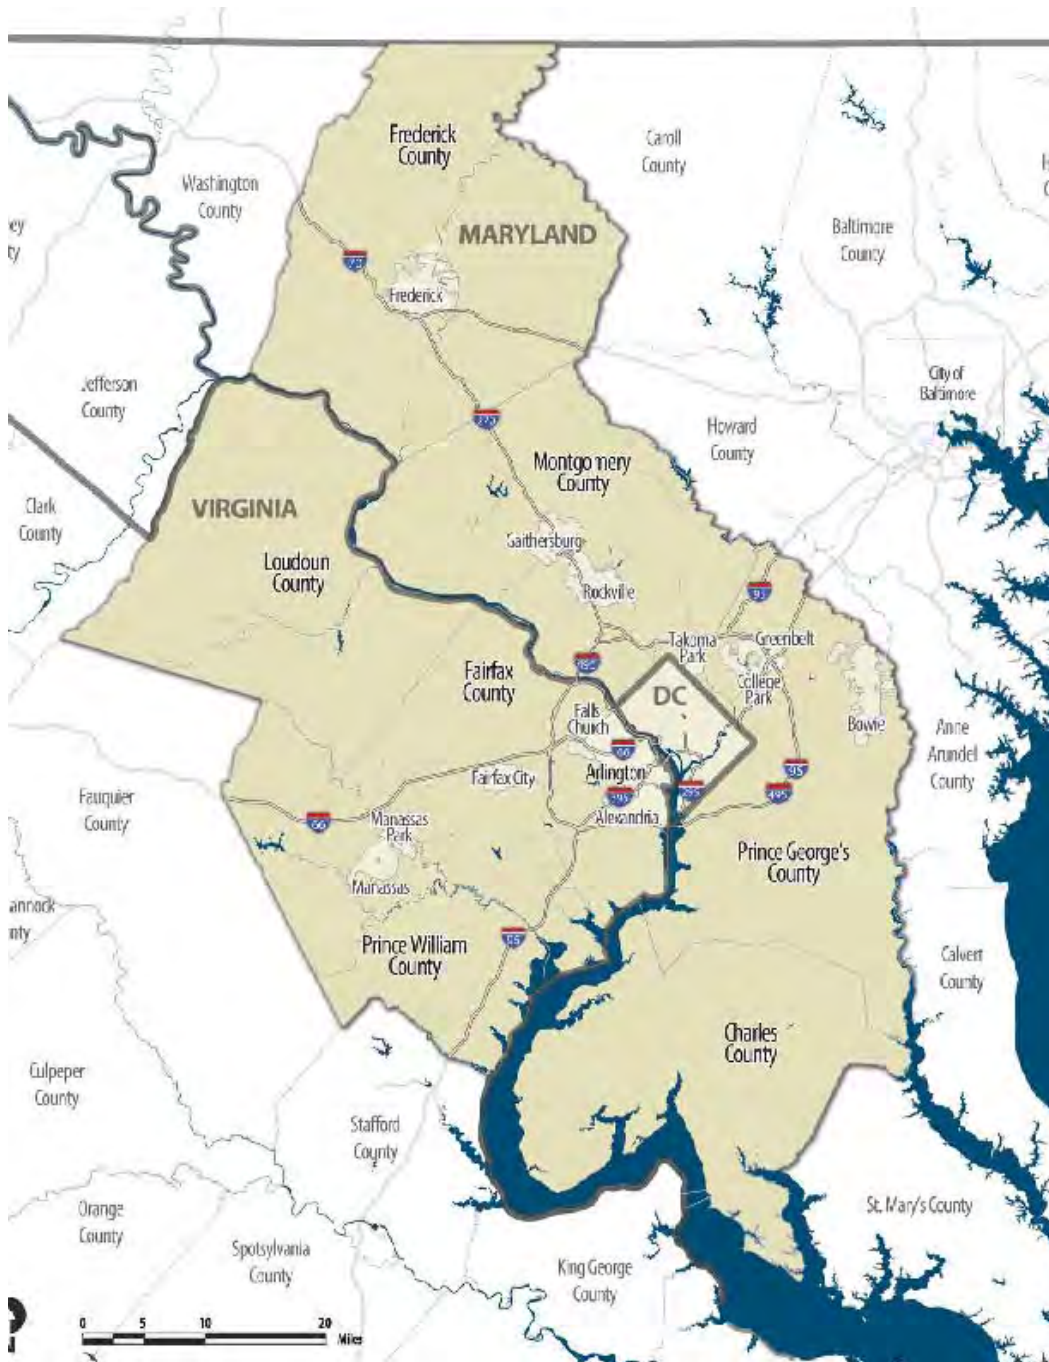 Frederick
County
Caroll
County
Washington
County
MARYLAND
Baltimore
County
70
Frederick
Jefferson
County
City of
Baltimore
270
Howard
County
Montgomery
County
VIRGINIA
Clark
County
Gaithersburg
Loudoun
County
Rockville
95
Takoma
Park
Greenbelt
495
Fairfax
County
College
Park
DC
Falls
Church
Bowie
Anne
Arundel
County
66
Arlington
95
Fairfax City
495
395
Fauquier
County
66
Manassas
Park
Alexandria
Prince George's
County
Manassas
Prince William
County
95
Calvert
County
Charles
County
Culpeper
County
Stafford
County
Orange
County
St. Mary's County
Spotsylvania
County
King George
County
0 5 10 20
Miles